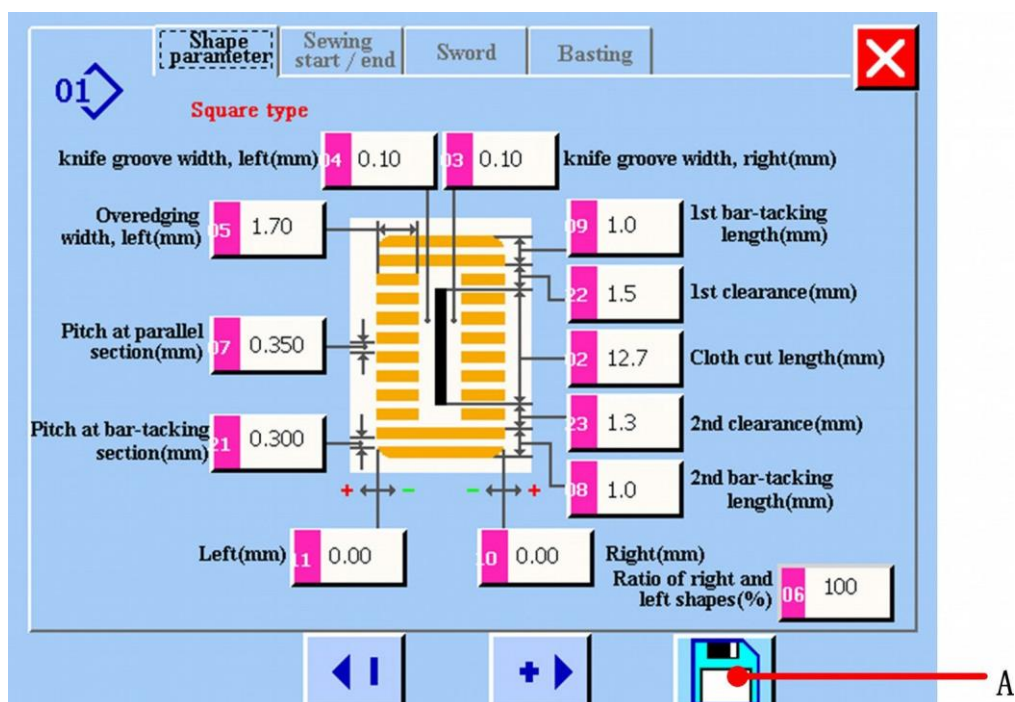 Shape
parameter
Sewing
start / end
Sword
Basting
01
Square type
knife groove width, left(mm)
04
0.10
03
0.10
knife groove width, right(mm)
Overedging
width, left(mm)
05
1.70
09
1.0
1st bar-tacking
length(mm)
22
1.5
1st clearance(mm)
Pitch at parallel
section(mm)
07
0.350
02
12.7
Cloth cut length(mm)
Pitch at bar-tacking
section(mm)
21
0.300
23
1.3
2nd clearance(mm)
08
1.0
2nd bar-tacking
length(mm)
+ -
- +
Left(mm)
11
0.00
10
0.00
Right(mm)
Ratio of right and
left shapes(%)
06
100
A